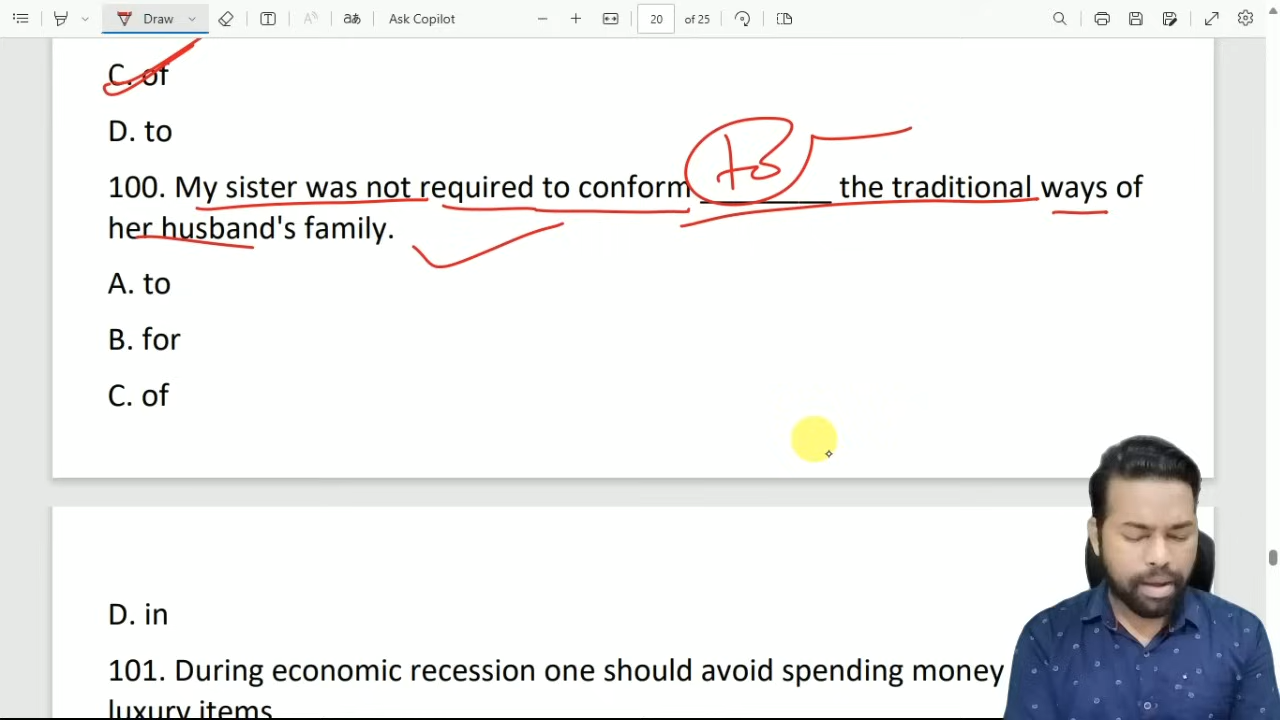 Draw
Ask Copilot
20
of 25
C. of
D. to
to
100. My sister was not required to conform ________ the traditional ways of
her husband's family.
A. to
B. for
C. of
D. in
101. During economic recession one should avoid spending money
luxury items